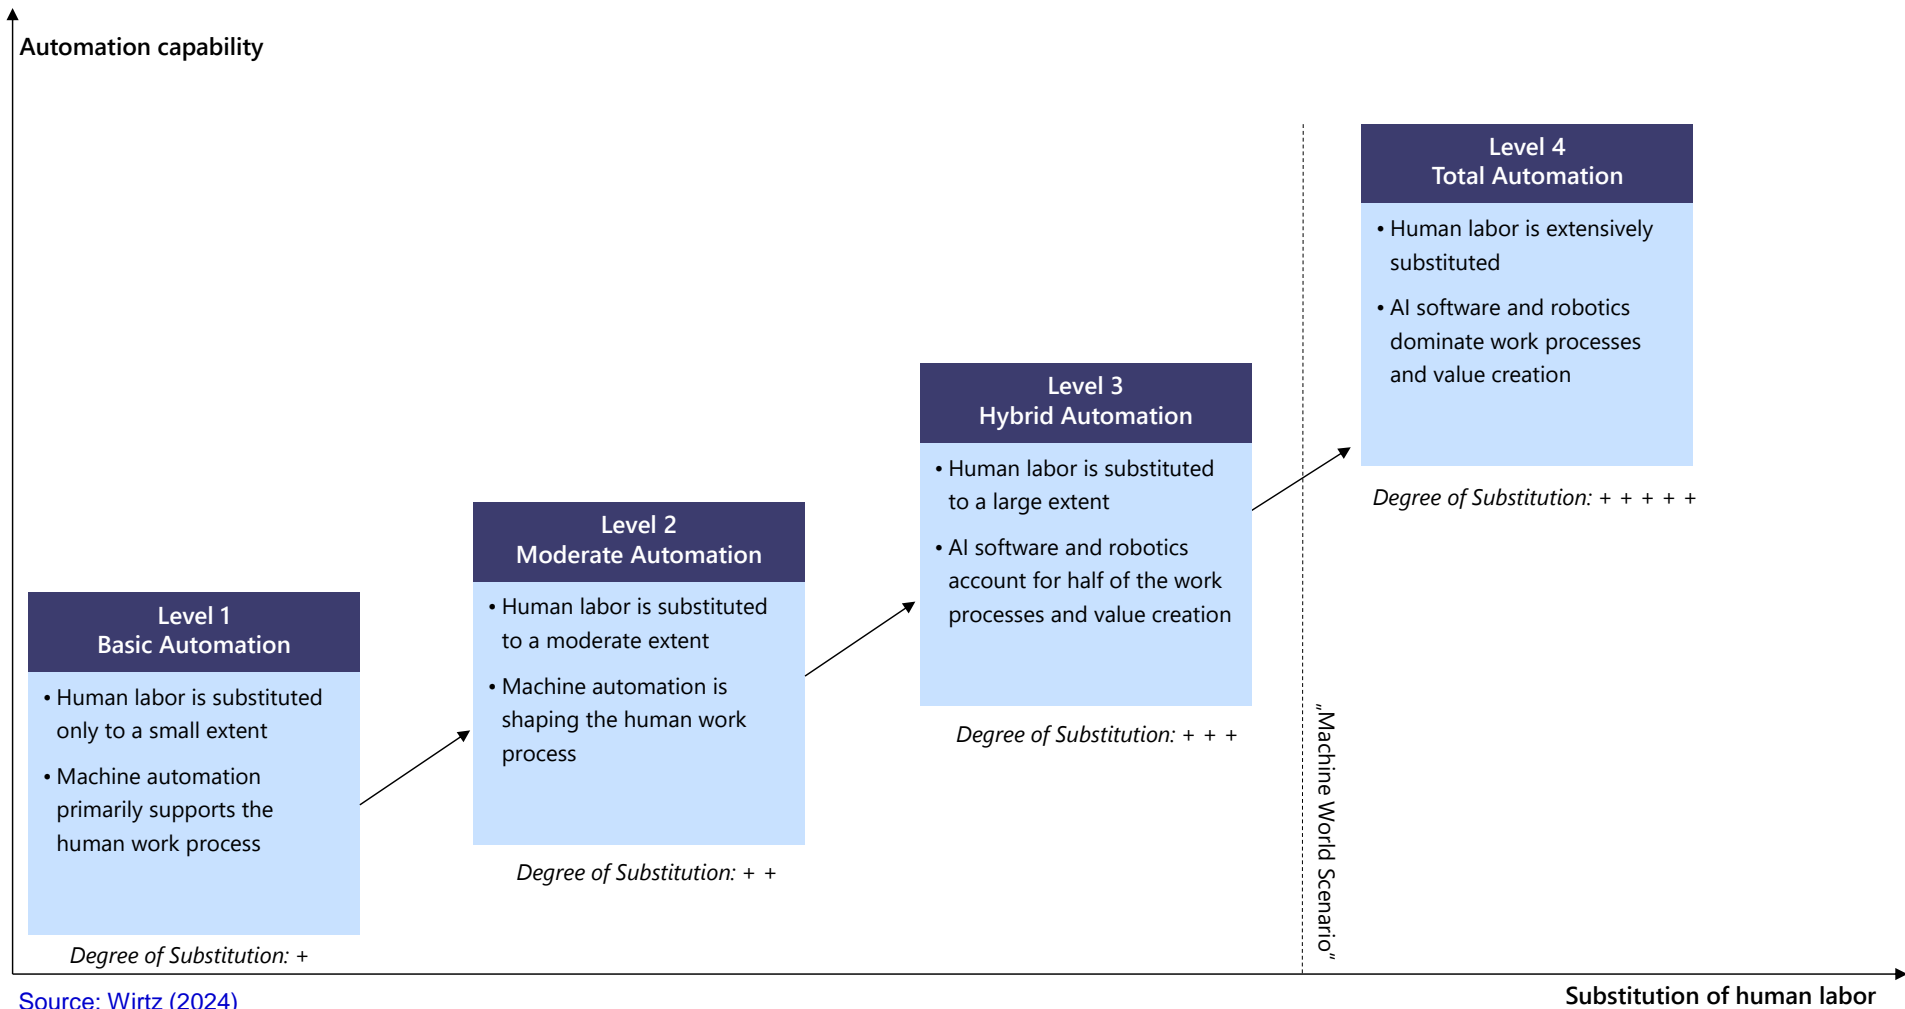 Automation capability
Level 4
Total Automation
• Human labor is extensively
substituted
• AI software and robotics
dominate work processes
and value creation
Degree of Substitution: + + + + +
Level 3
Hybrid Automation
• Human labor is substituted
to a large extent
• AI software and robotics
account for half of the work
processes and value creation
Degree of Substitution: + + +
Level 2
Moderate Automation
• Human labor is substituted
to a moderate extent
• Machine automation is
shaping the human work
process
Degree of Substitution: + +
Level 1
Basic Automation
• Human labor is substituted
only to a small extent
• Machine automation
primarily supports the
human work process
Degree of Substitution: +
„Machine World Scenario“
Source: Wirtz (2024)
Substitution of human labor